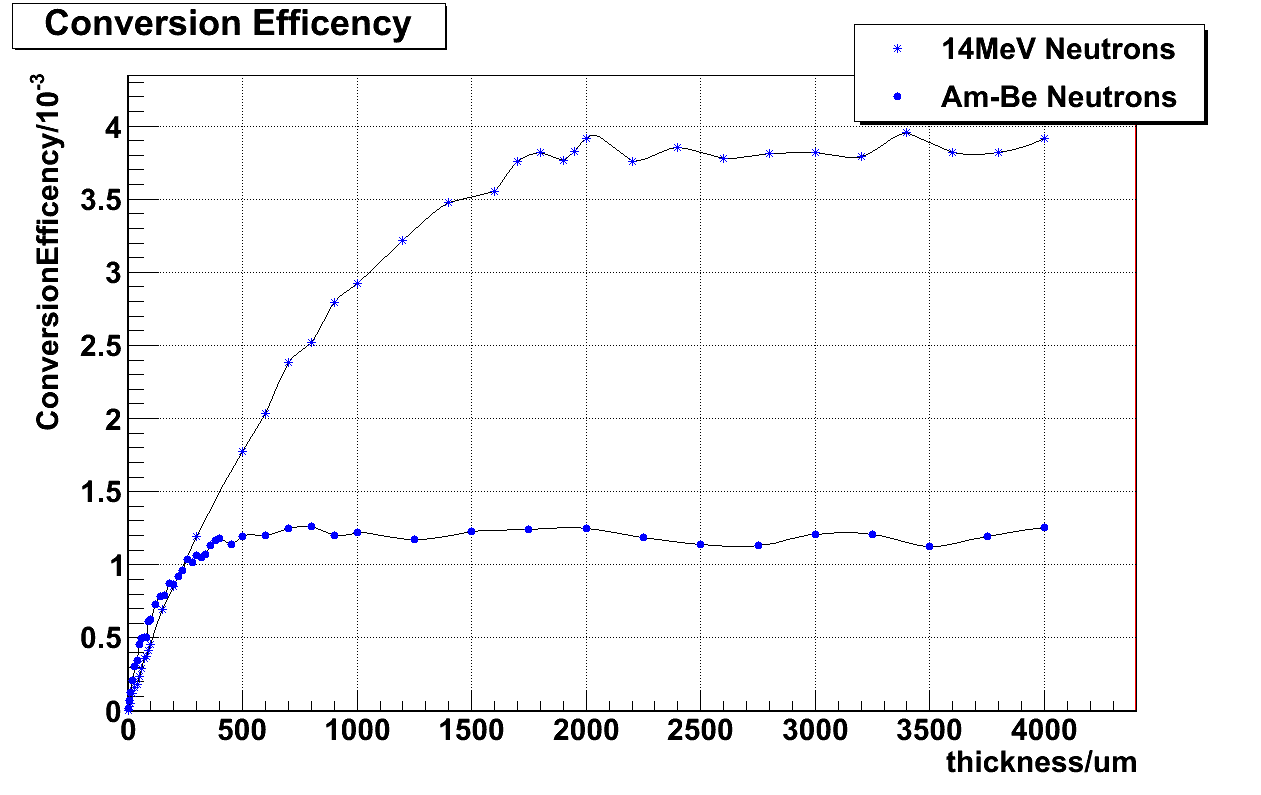 Conversion Efficency
14MeV Neutrons
Am-Be Neutrons
ConversionEfficency/10-3
4
3.5
3
2.5
2
1.5
1
0.5
0
0 500 1000 1500 2000 2500 3000 3500 4000
thickness/um